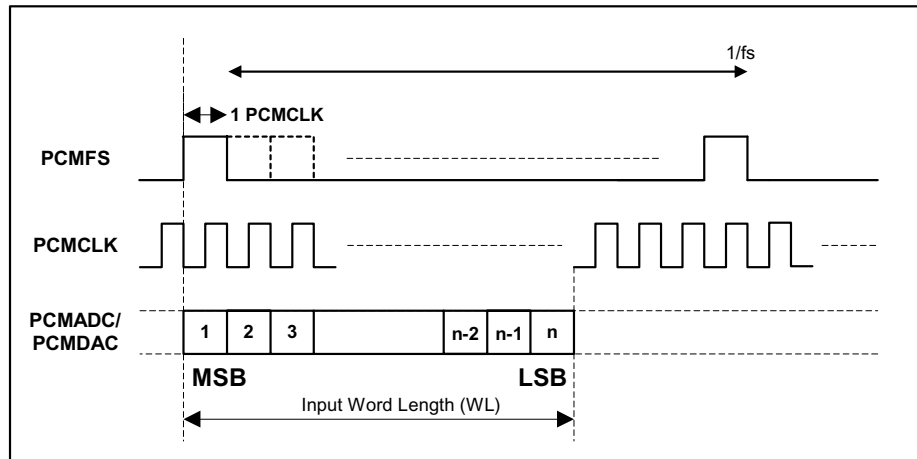 1/fs
1 PCMCLK
PCMFS
PCMCLK
PCMADC/
PCMDAC
1 2 3 n-2 n-1 n
MSB LSB
Input Word Length (WL)